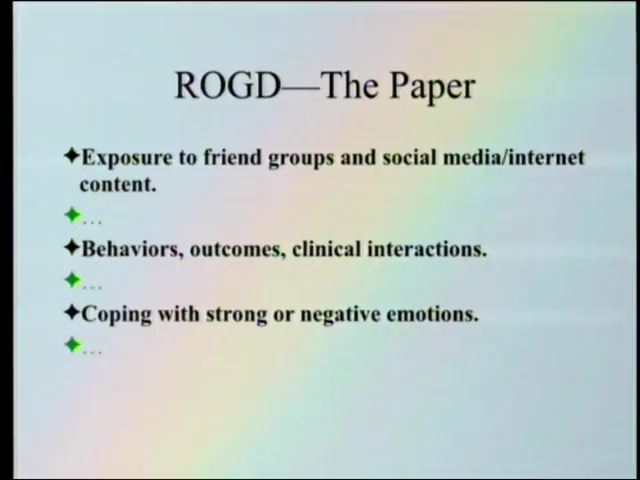 ROGD—The Paper
✦Exposure to friend groups and social media/internet
content.
✦...
✦Behaviors, outcomes, clinical interactions.
✦...
✦Coping with strong or negative emotions.
✦...